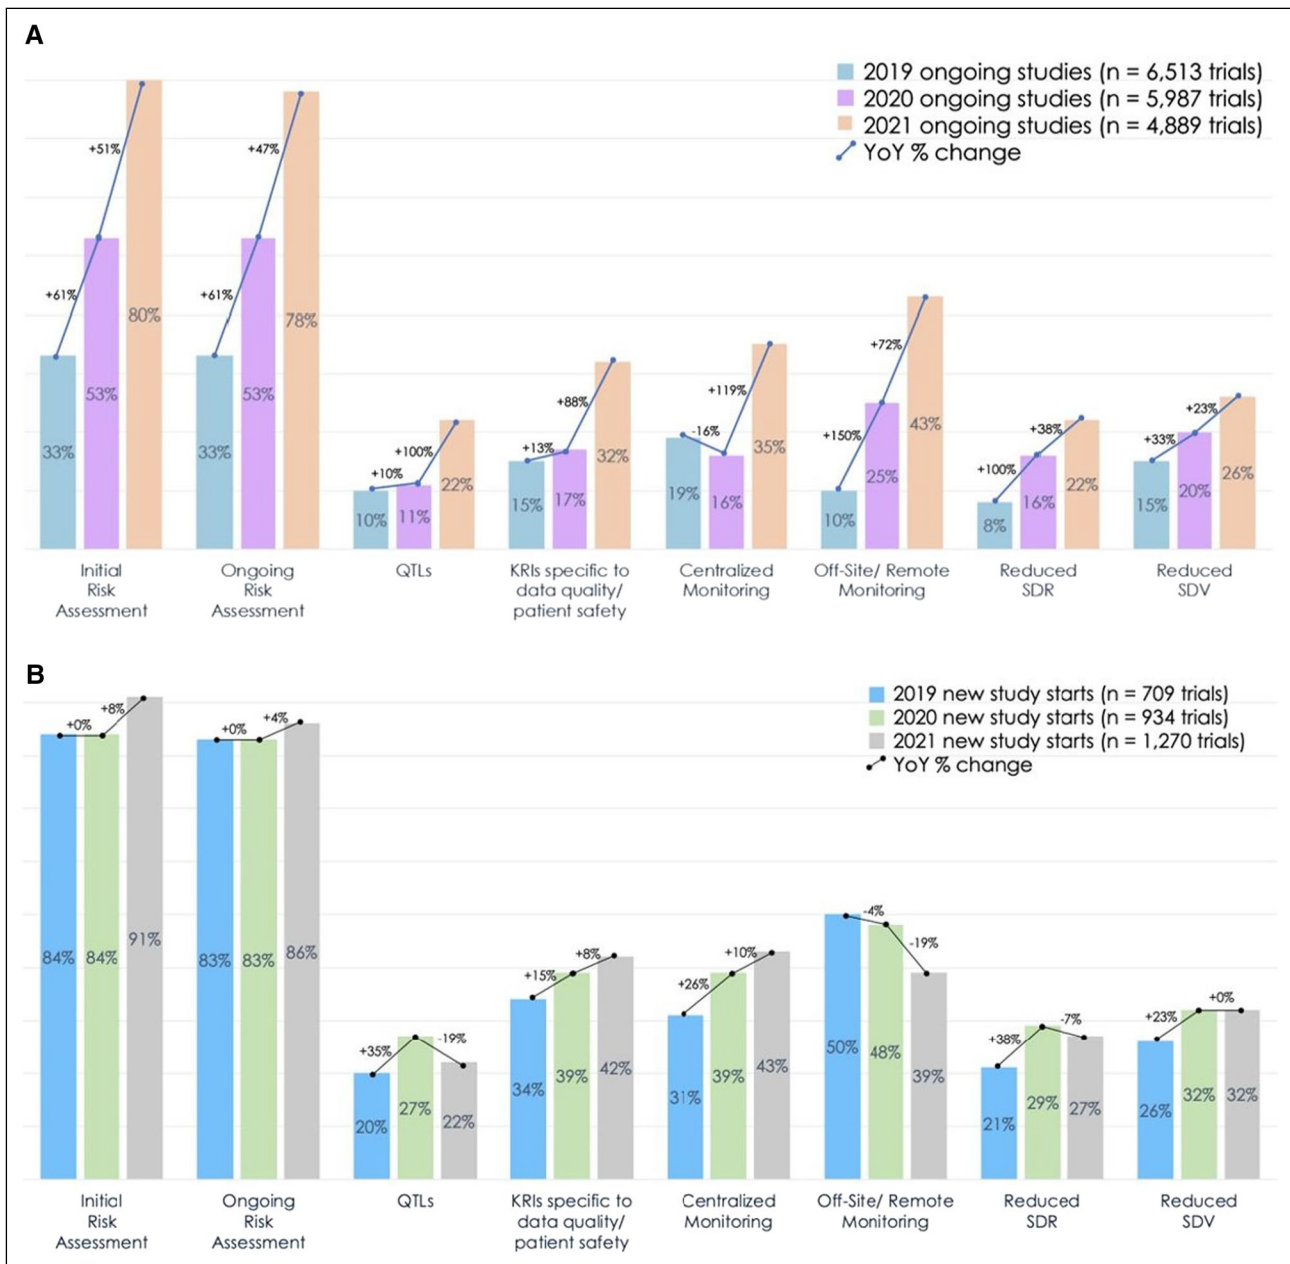 A
2019 ongoing studies (n = 6,513 trials)
2020 ongoing studies (n = 5,987 trials)
2021 ongoing studies (n = 4,889 trials)
YoY % change
+61%
+51%
33%
53%
80%
+61%
+47%
33%
53%
78%
+10%
+100%
10%
11%
22%
+13%
+88%
15%
17%
32%
-16%
+119%
19%
16%
35%
+150%
+72%
10%
25%
43%
+100%
+38%
8%
16%
22%
+33%
+23%
15%
20%
26%
Initial
Risk
Assessment
Ongoing
Risk
Assessment
QTLs
KRIs specific to
data quality/
patient safety
Centralized
Monitoring
Off-Site/ Remote
Monitoring
Reduced
SDR
Reduced
SDV
B
2019 new study starts (n = 709 trials)
2020 new study starts (n = 934 trials)
2021 new study starts (n = 1,270 trials)
YoY % change
+0%
+8%
84%
84%
91%
+0%
+4%
83%
83%
86%
+35%
-19%
20%
27%
22%
+15%
+8%
34%
39%
42%
+26%
+10%
31%
39%
43%
-4%
-19%
50%
48%
39%
+38%
-7%
21%
29%
27%
+23%
+0%
26%
32%
32%
Initial
Risk
Assessment
Ongoing
Risk
Assessment
QTLs
KRIs specific to
data quality/
patient safety
Centralized
Monitoring
Off-Site/ Remote
Monitoring
Reduced
SDR
Reduced
SDV